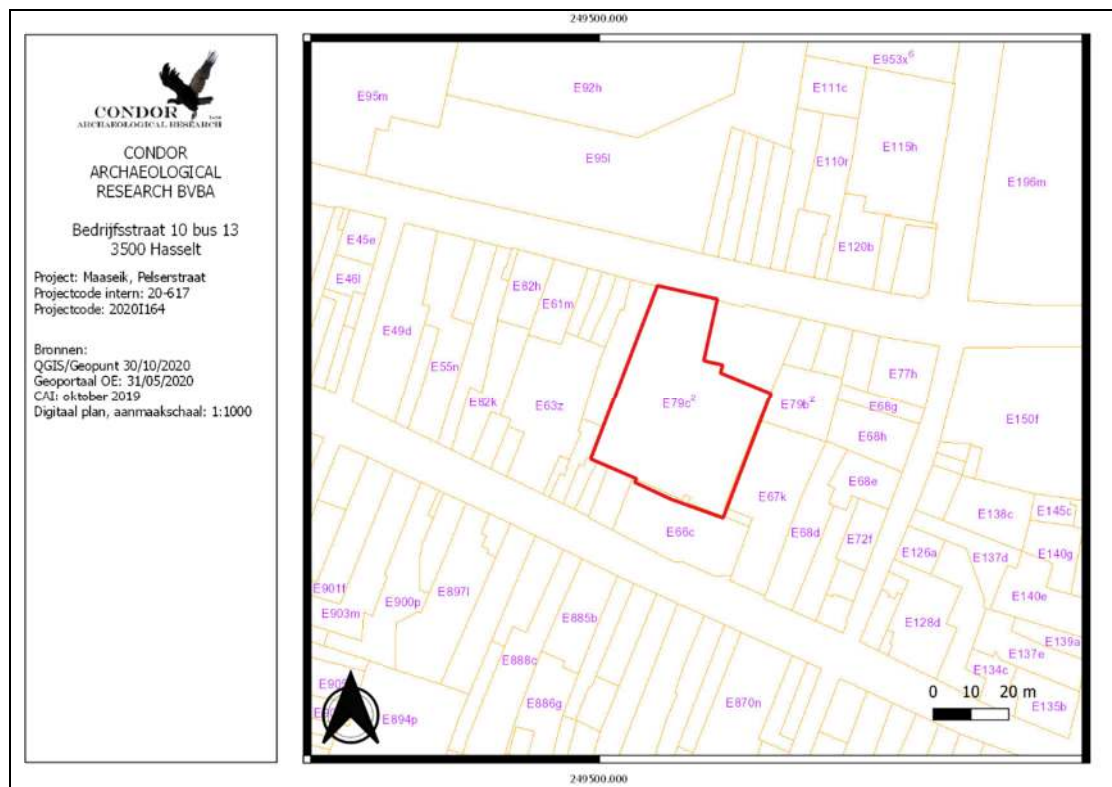 249500.000
CONDOR
ARCHAEOLOGICAL RESEARCH
CONDOR
ARCHAEOLOGICAL
RESEARCH BVBA
Bedrijfsstraat 10 bus 13
3500 Hasselt
Project: Maaseik, Pelserstraat
Projectcode intern: 20-617
Projectcode: 2020I164
Bronnen:
QGIS/Geopunt 30/10/2020
Geoportaal OE: 31/05/2020
CAI: oktober 2019
Digitaal plan, aanmaakschaal: 1:1000
E953x⁶
E92h
E111c
E95m
E115h
E95l
E110r
E196m
E45e
E120b
E46l
E82h
E61m
E49d
E77h
E55n
E79c²
E79b²
E68g
E82k
E63z
E68h
E150f
E68e
E67k
E138c
E145c
E66c
E68d
E72f
E126a
E137d
E140g
E901f
E900p
E897l
E140e
E903m
E885b
E128d
E139a
E137e
E888c
E134c
E886g
E870n
E135b
E894p
0 10 20 m
249500.000